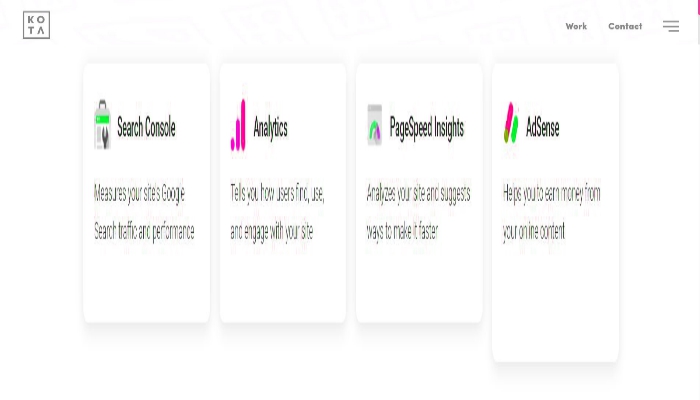 KO
TA
Work
Contact
Search Console
Measures your site's Google
Search traffic and performance
Analytics
Tells you how users find, use,
and engage with your site
PageSpeed Insights
Analyzes your site and suggests
ways to make it faster
AdSense
Helps you to earn money from
your online content